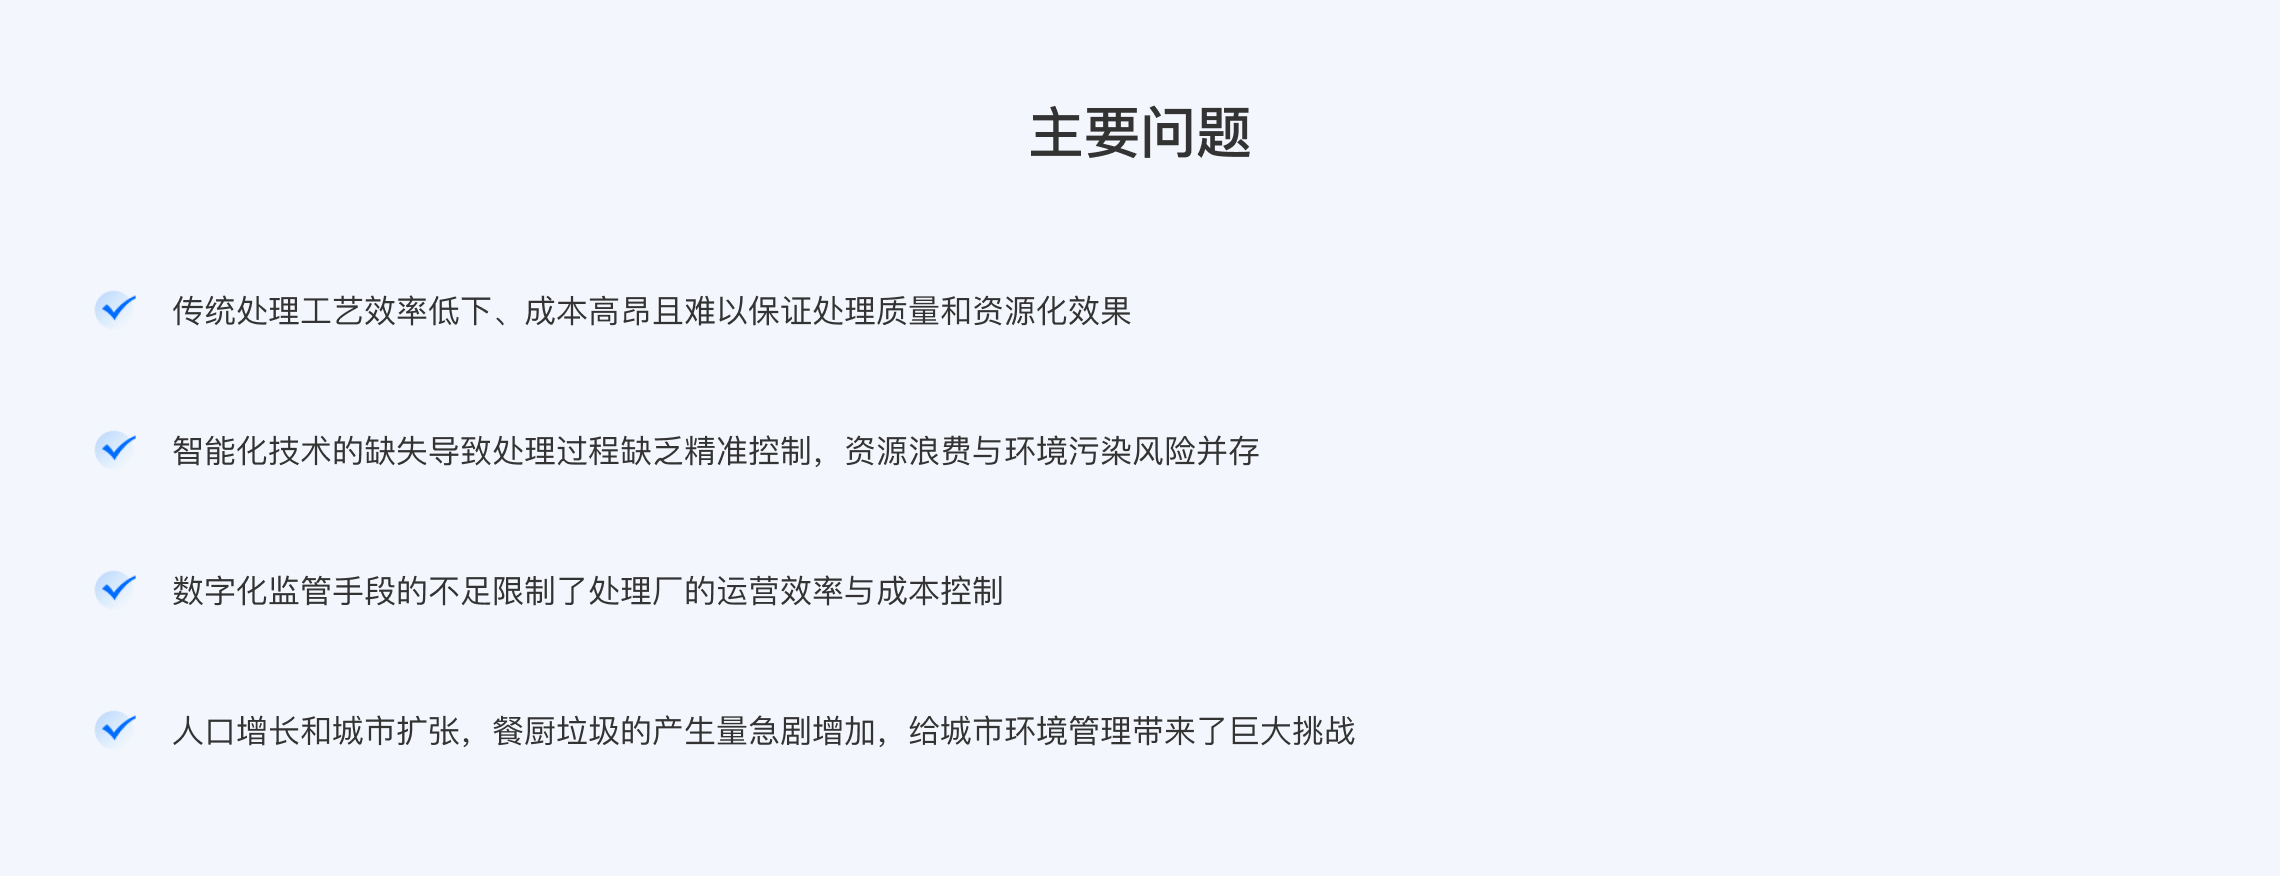 主要问题
传统处理工艺效率低下、成本高昂且难以保证处理质量和资源化效果
智能化技术的缺失导致处理过程缺乏精准控制，资源浪费与环境污染风险并存
数字化监管手段的不足限制了处理厂的运营效率与成本控制
人口增长和城市扩张，餐厨垃圾的产生量急剧增加，给城市环境管理带来了巨大挑战